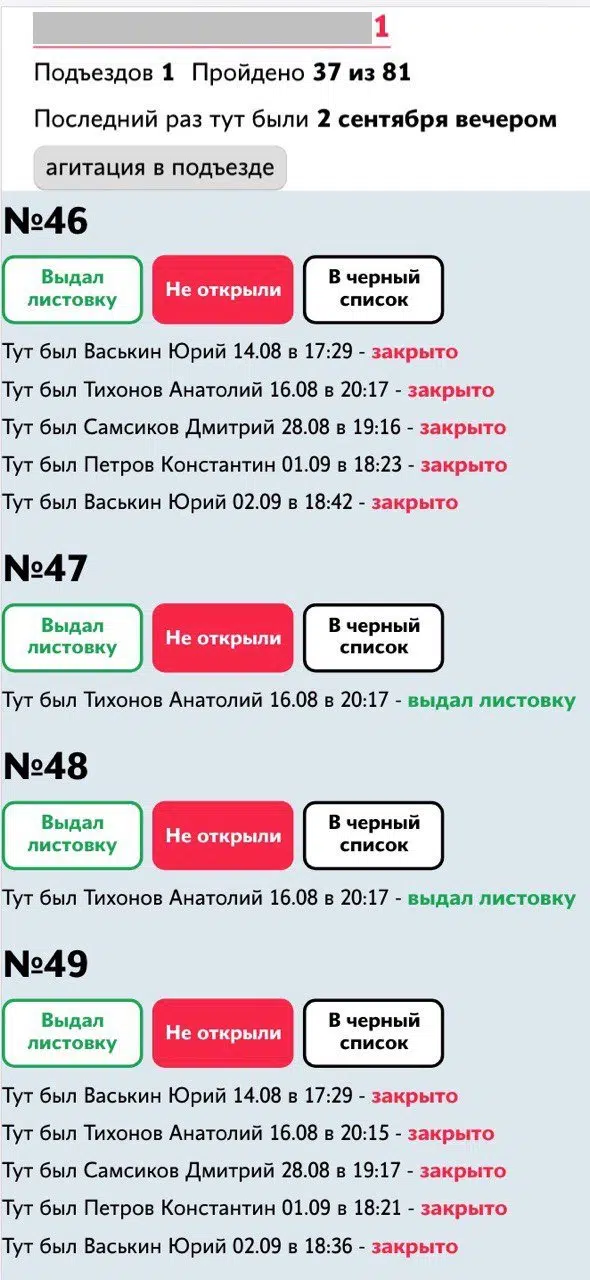 1
Подъездов 1 Пройдено 37 из 81
Последний раз тут были 2 сентября вечером
агитация в подъезде
№46
Выдал листовку Не открыли В черный список
Тут был Васькин Юрий 14.08 в 17:29 - закрыто
Тут был Тихонов Анатолий 16.08 в 20:17 - закрыто
Тут был Самсиков Дмитрий 28.08 в 19:16 - закрыто
Тут был Петров Константин 01.09 в 18:23 - закрыто
Тут был Васькин Юрий 02.09 в 18:42 - закрыто
№47
Выдал листовку Не открыли В черный список
Тут был Тихонов Анатолий 16.08 в 20:17 - выдал листовку
№48
Выдал листовку Не открыли В черный список
Тут был Тихонов Анатолий 16.08 в 20:17 - выдал листовку
№49
Выдал листовку Не открыли В черный список
Тут был Васькин Юрий 14.08 в 17:29 - закрыто
Тут был Тихонов Анатолий 16.08 в 20:15 - закрыто
Тут был Самсиков Дмитрий 28.08 в 19:17 - закрыто
Тут был Петров Константин 01.09 в 18:21 - закрыто
Тут был Васькин Юрий 02.09 в 18:36 - закрыто